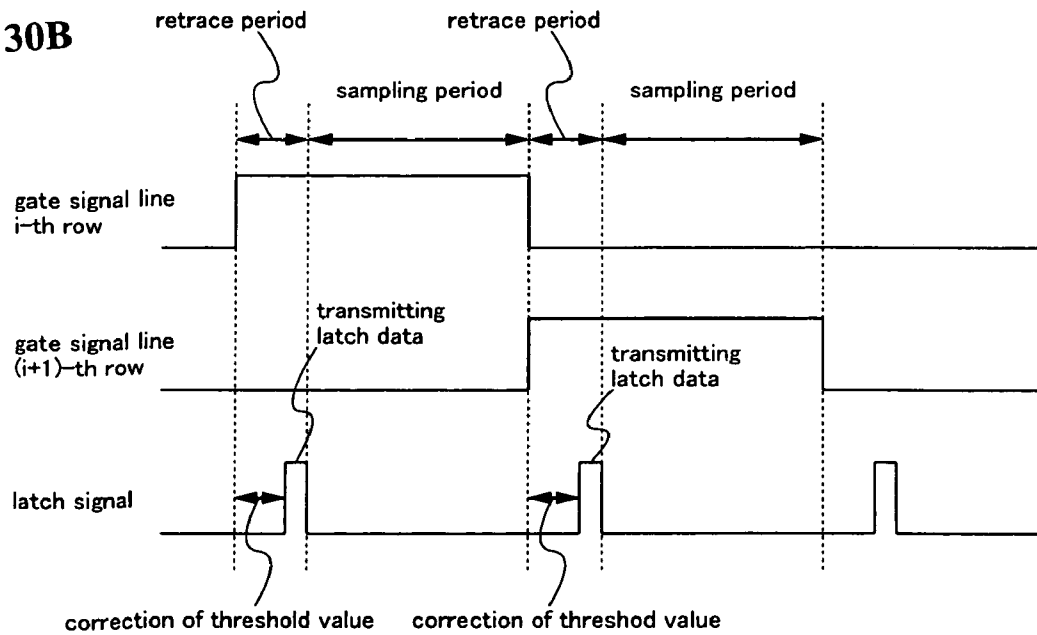 30B
retrace period
retrace period
sampling period
sampling period
gate signal line
i-th row
transmitting
latch data
gate signal line
(i+1)-th row
transmitting
latch data
latch signal
correction of threshold value
correction of threshod value